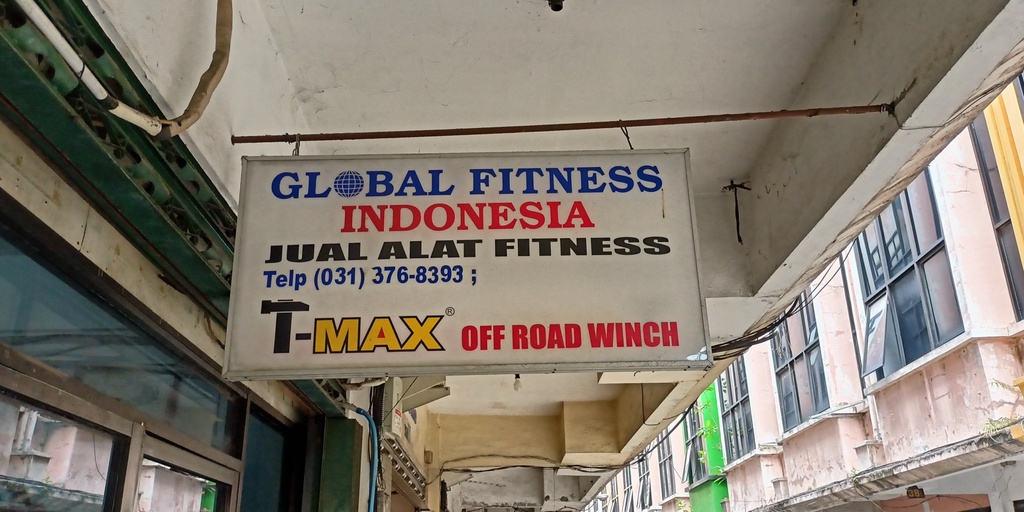 GLOBAL FITNESS
INDONESIA
JUAL ALAT FITNESS
Telp (031) 376-8393 ;
T-MAX® OFF ROAD WINCH